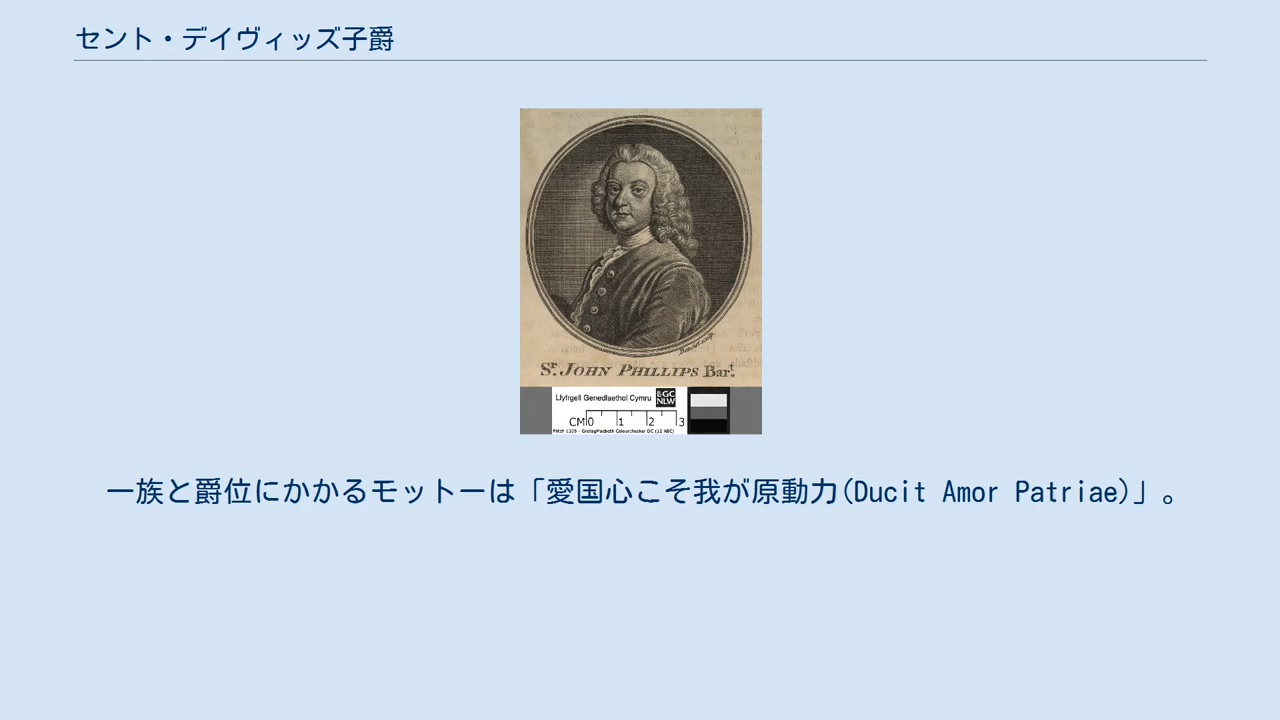 セント・デイヴィッズ子爵
Sr. JOHN PHILLIPS Bart.
Llyfrgell Genedlaethol Cymru
LLGC
NLW
CM 0 1 2 3
一族と爵位にかかるモットーは「愛国心こそ我が原動力(Ducit Amor Patriae)」。